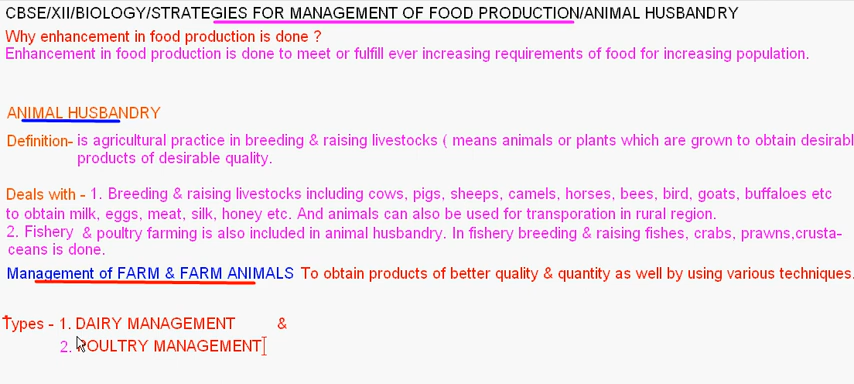 CBSE/XII/BIOLOGY/STRATEGIES FOR MANAGEMENT OF FOOD PRODUCTION/ANIMAL HUSBANDRY
Why enhancement in food production is done ?
Enhancement in food production is done to meet or fulfill ever increasing requirements of food for increasing population.
ANIMAL HUSBANDRY
Definition- is agricultural practice in breeding & raising livestocks ( means animals or plants which are grown to obtain desirabl
products of desirable quality.
Deals with - 1. Breeding & raising livestocks including cows, pigs, sheeps, camels, horses, bees, bird, goats, buffaloes etc
to obtain milk, eggs, meat, silk, honey etc. And animals can also be used for transporation in rural region.
2. Fishery & poultry farming is also included in animal husbandry. In fishery breeding & raising fishes, crabs, prawns,crusta-
ceans is done.
Management of FARM & FARM ANIMALS To obtain products of better quality & quantity as well by using various techniques.
Types - 1. DAIRY MANAGEMENT &
2. POULTRY MANAGEMENT